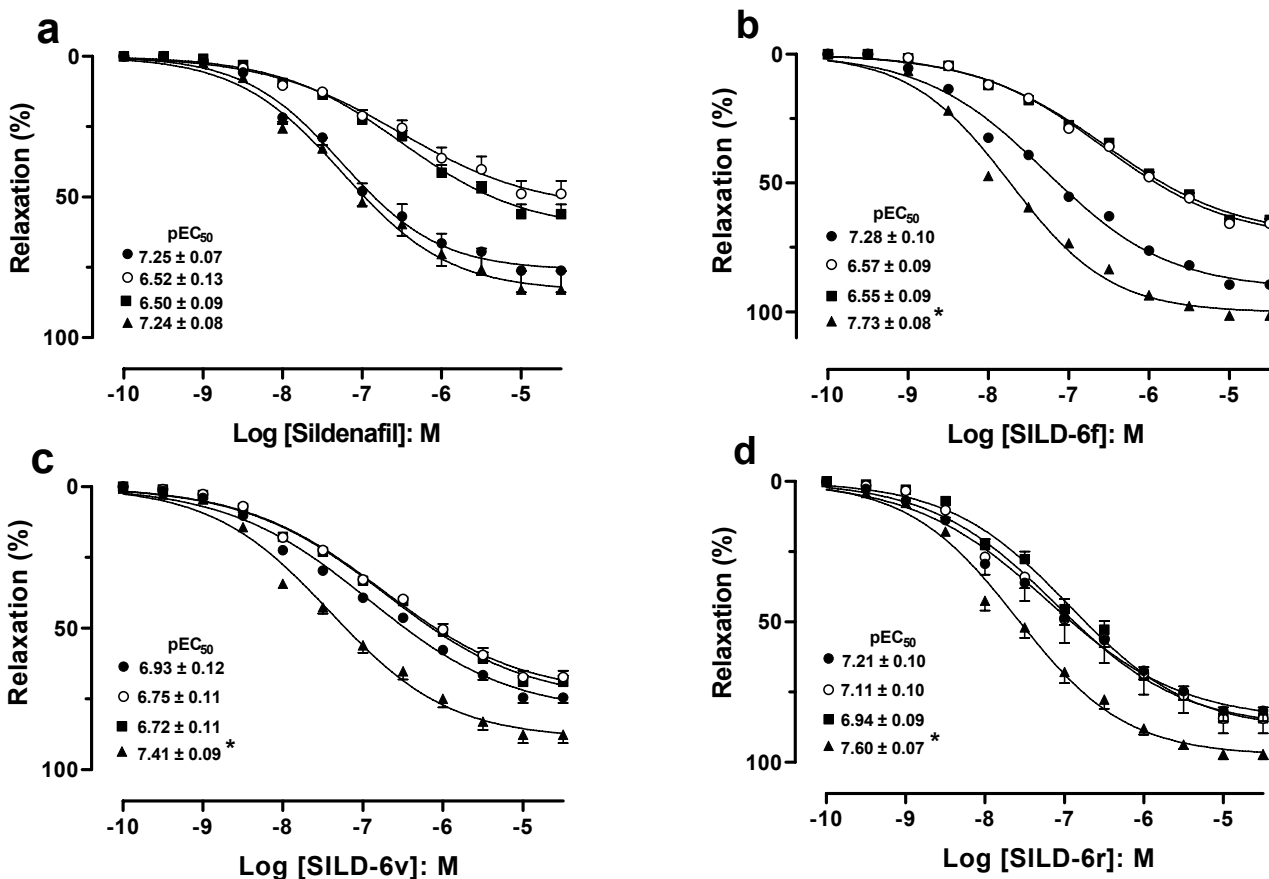 a
0
50
100
Relaxation (%)
pEC50
7.25 ± 0.07
6.52 ± 0.13
6.50 ± 0.09
7.24 ± 0.08
-10 -9 -8 -7 -6 -5
Log [Sildenafil]: M
b
0
50
100
Relaxation (%)
pEC50
7.28 ± 0.10
6.57 ± 0.09
6.55 ± 0.09
7.73 ± 0.08 *
-10 -9 -8 -7 -6 -5
Log [SILD-6f]: M
c
0
50
100
Relaxation (%)
pEC50
6.93 ± 0.12
6.75 ± 0.11
6.72 ± 0.11
7.41 ± 0.09 *
-10 -9 -8 -7 -6 -5
Log [SILD-6v]: M
d
0
50
100
Relaxation (%)
pEC50
7.21 ± 0.10
7.11 ± 0.10
6.94 ± 0.09
7.60 ± 0.07 *
-10 -9 -8 -7 -6 -5
Log [SILD-6r]: M